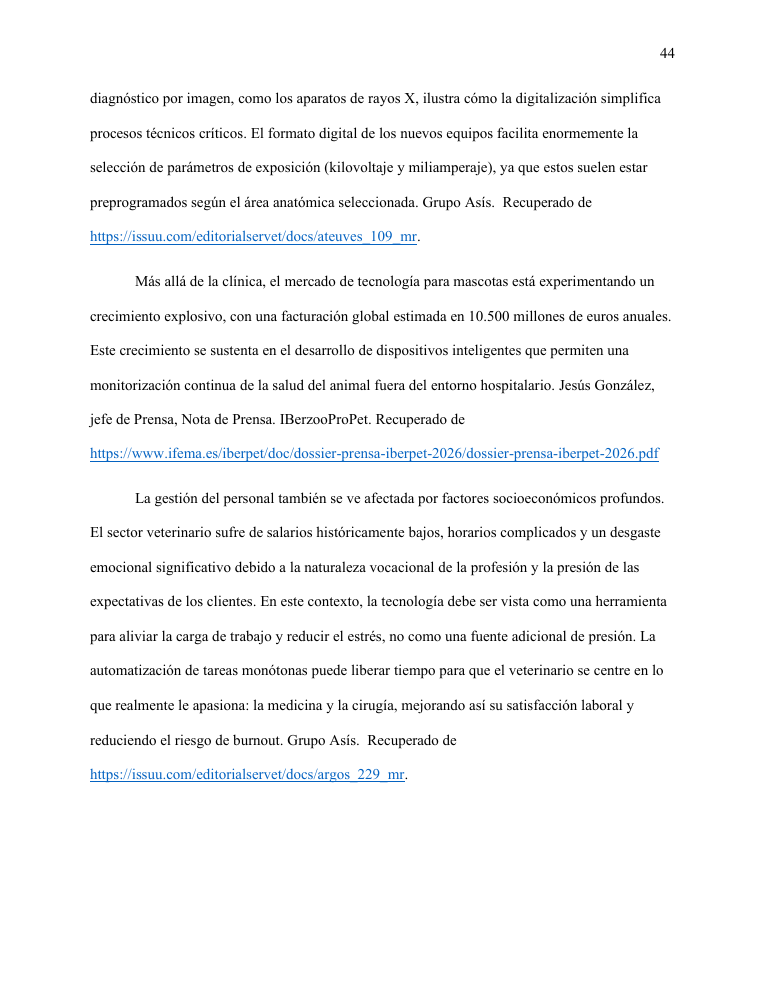 44
diagnóstico por imagen, como los aparatos de rayos X, ilustra cómo la digitalización simplifica
procesos técnicos críticos. El formato digital de los nuevos equipos facilita enormemente la
selección de parámetros de exposición (kilovoltaje y miliamperaje), ya que estos suelen estar
preprogramados según el área anatómica seleccionada. Grupo Asís.  Recuperado de
https://issuu.com/editorialservet/docs/ateuves_109_mr.
Más allá de la clínica, el mercado de tecnología para mascotas está experimentando un
crecimiento explosivo, con una facturación global estimada en 10.500 millones de euros anuales.
Este crecimiento se sustenta en el desarrollo de dispositivos inteligentes que permiten una
monitorización continua de la salud del animal fuera del entorno hospitalario. Jesús González,
jefe de Prensa, Nota de Prensa. IBerzooProPet. Recuperado de
https://www.ifema.es/iberpet/doc/dossier-prensa-iberpet-2026/dossier-prensa-iberpet-2026.pdf
La gestión del personal también se ve afectada por factores socioeconómicos profundos.
El sector veterinario sufre de salarios históricamente bajos, horarios complicados y un desgaste
emocional significativo debido a la naturaleza vocacional de la profesión y la presión de las
expectativas de los clientes. En este contexto, la tecnología debe ser vista como una herramienta
para aliviar la carga de trabajo y reducir el estrés, no como una fuente adicional de presión. La
automatización de tareas monótonas puede liberar tiempo para que el veterinario se centre en lo
que realmente le apasiona: la medicina y la cirugía, mejorando así su satisfacción laboral y
reduciendo el riesgo de burnout. Grupo Asís.  Recuperado de
https://issuu.com/editorialservet/docs/argos_229_mr.